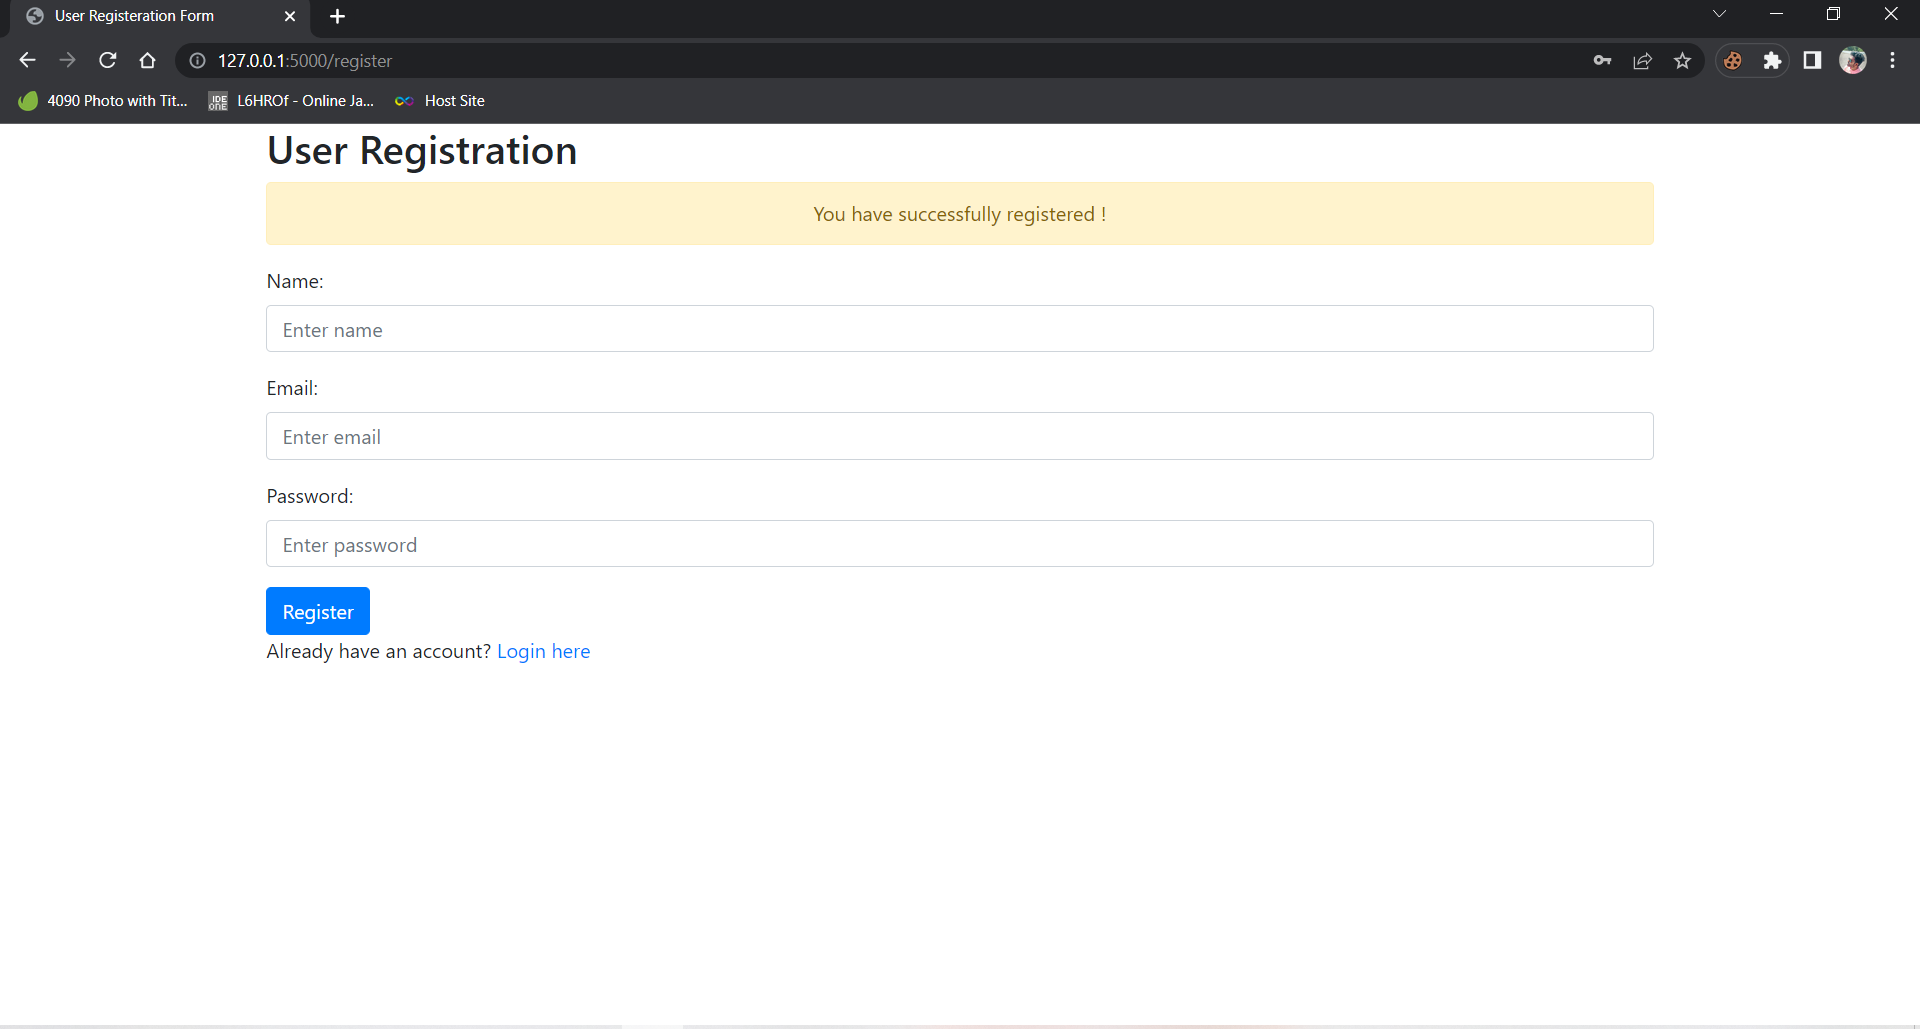 User Registeration Form
127.0.0.1:5000/register
4090 Photo with Tit... L6HROf - Online Ja... Host Site
User Registration
You have successfully registered !
Name:
Enter name
Email:
Enter email
Password:
Enter password
Register
Already have an account? Login here